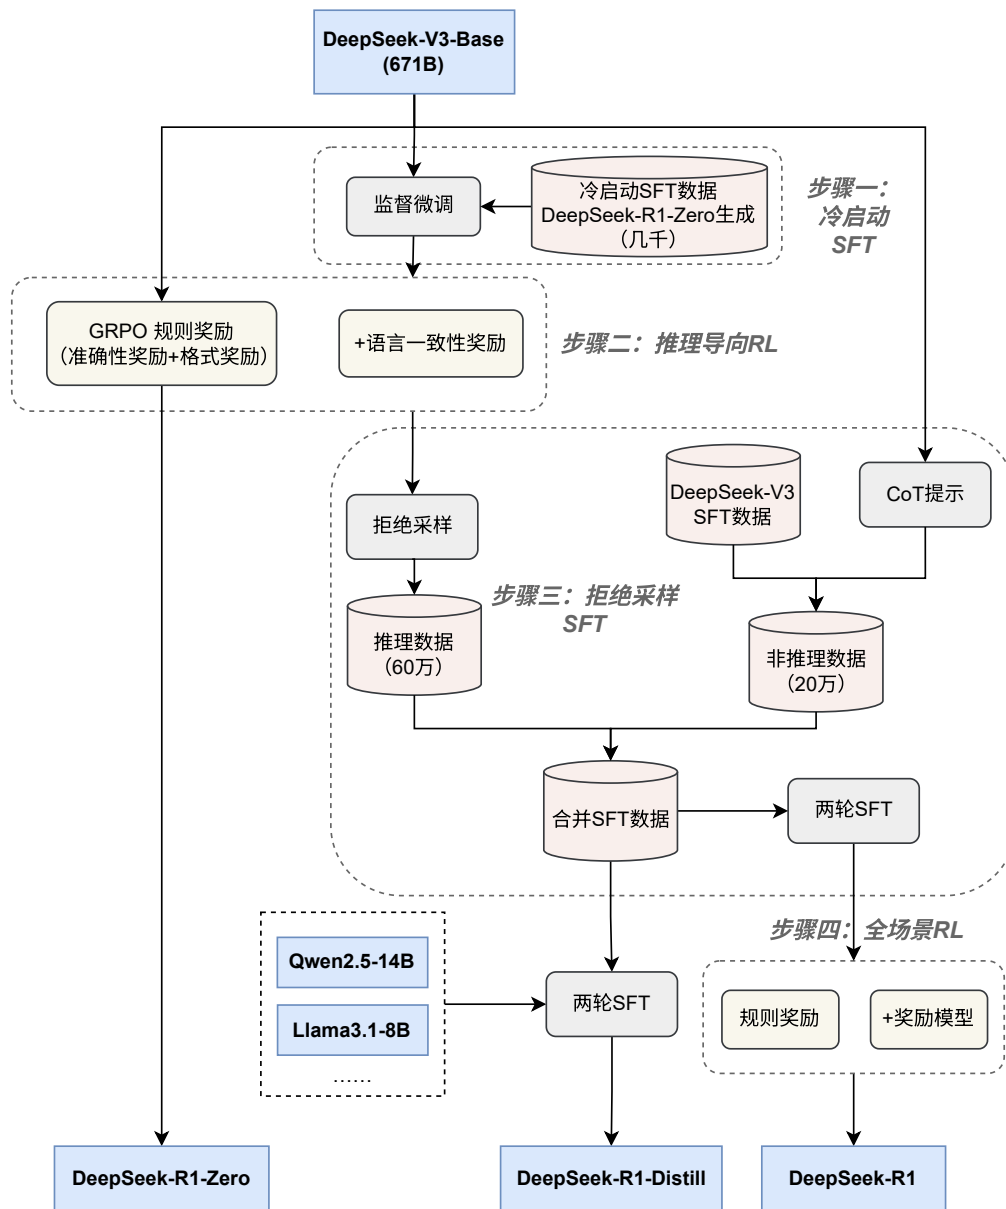 DeepSeek-V3-Base
(671B)
监督微调
冷启动SFT数据
DeepSeek-R1-Zero生成
（几千）
步骤一：
冷启动
SFT
GRPO 规则奖励
（准确性奖励+格式奖励）
+语言一致性奖励
步骤二：推理导向RL
DeepSeek-V3
SFT数据
CoT提示
拒绝采样
步骤三：拒绝采样
SFT
推理数据
（60万）
非推理数据
（20万）
合并SFT数据
两轮SFT
步骤四：全场景RL
Qwen2.5-14B
Llama3.1-8B
......
两轮SFT
规则奖励
+奖励模型
DeepSeek-R1-Zero
DeepSeek-R1-Distill
DeepSeek-R1